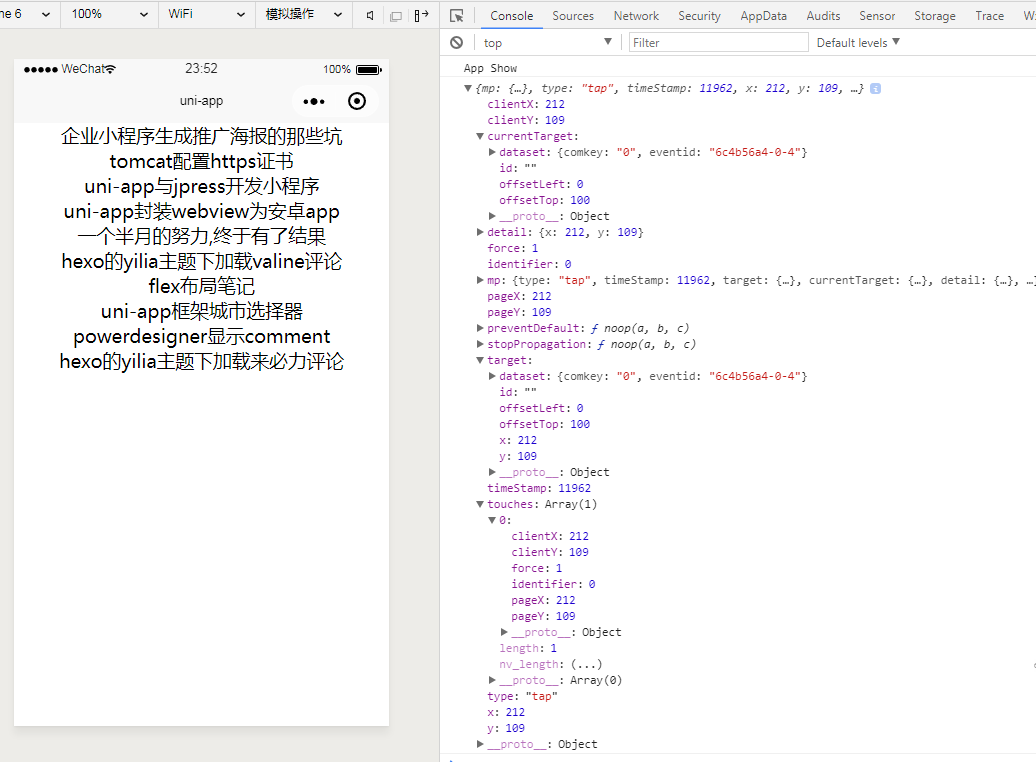 ne 6 100% WiFi 模拟操作
Console Sources Network Security AppData Audits Sensor Storage Trace W
top Filter Default levels
WeChat 23:52 100%
uni-app
企业小程序生成推广海报的那些坑
tomcat配置https证书
uni-app与jpress开发小程序
uni-app封装webview为安卓app
一个半月的努力,终于有了结果
hexo的yilia主题下加载valine评论
flex布局笔记
uni-app框架城市选择器
powerdesigner显示comment
hexo的yilia主题下加载来必力评论
App Show
{mp: {…}, type: "tap", timeStamp: 11962, x: 212, y: 109, …}
clientX: 212
clientY: 109
currentTarget:
dataset: {comkey: "0", eventid: "6c4b56a4-0-4"}
id: ""
offsetLeft: 0
offsetTop: 100
__proto__: Object
detail: {x: 212, y: 109}
force: 1
identifier: 0
mp: {type: "tap", timeStamp: 11962, target: {…}, currentTarget: {…}, detail: {…}, …}
pageX: 212
pageY: 109
preventDefault: ƒ noop(a, b, c)
stopPropagation: ƒ noop(a, b, c)
target:
dataset: {comkey: "0", eventid: "6c4b56a4-0-4"}
id: ""
offsetLeft: 0
offsetTop: 100
x: 212
y: 109
__proto__: Object
timeStamp: 11962
touches: Array(1)
0:
clientX: 212
clientY: 109
force: 1
identifier: 0
pageX: 212
pageY: 109
__proto__: Object
length: 1
nv_length: (...)
__proto__: Array(0)
type: "tap"
x: 212
y: 109
__proto__: Object